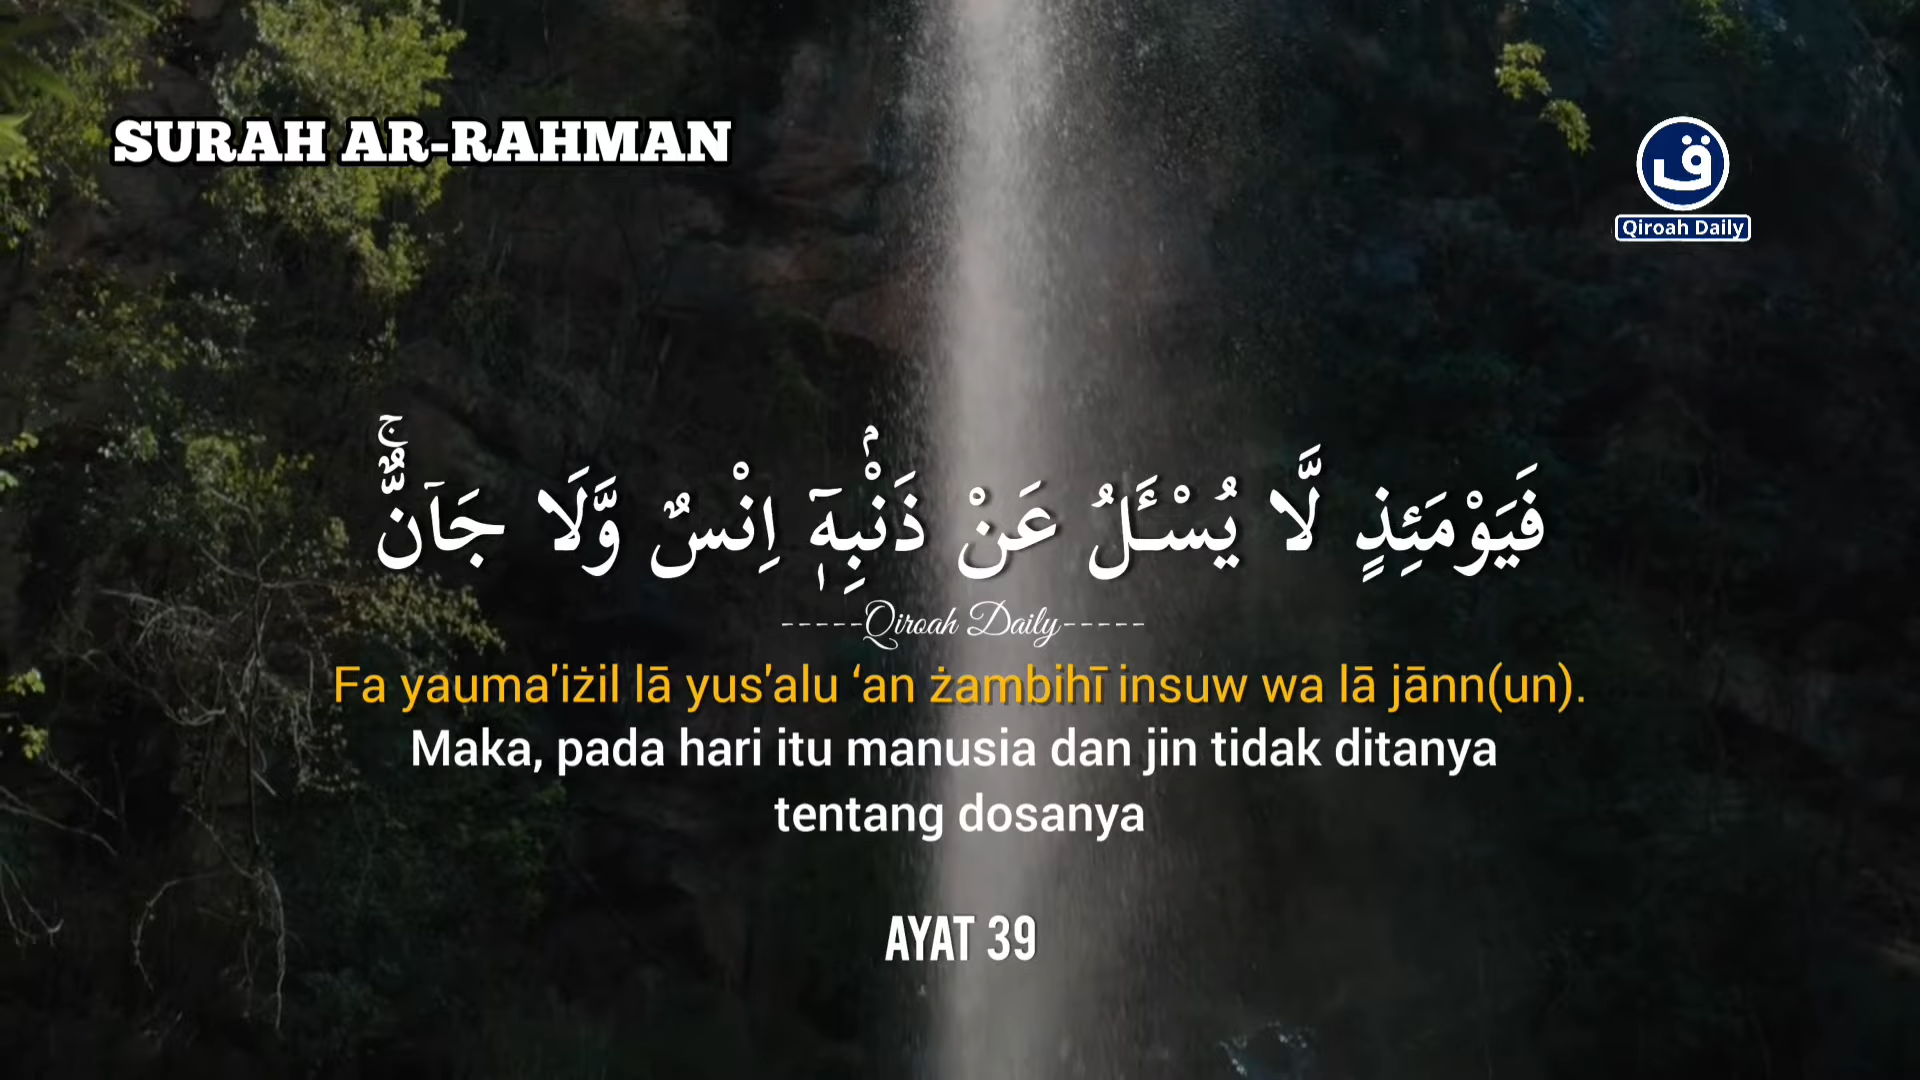 SURAH AR-RAHMAN
ق
Qiroah Daily
فَيَوْمَئِذٍ لَّا يُسْـَٔلُ عَنْ ذَنْۢبِهٖٓ اِنْسٌ وَّلَا جَاۤنٌّۚ
-----Qiroah Daily-----
Fa yauma'iżil lā yus'alu ‘an żambihī insuw wa lā jānn(un).
Maka, pada hari itu manusia dan jin tidak ditanya
tentang dosanya
AYAT 39